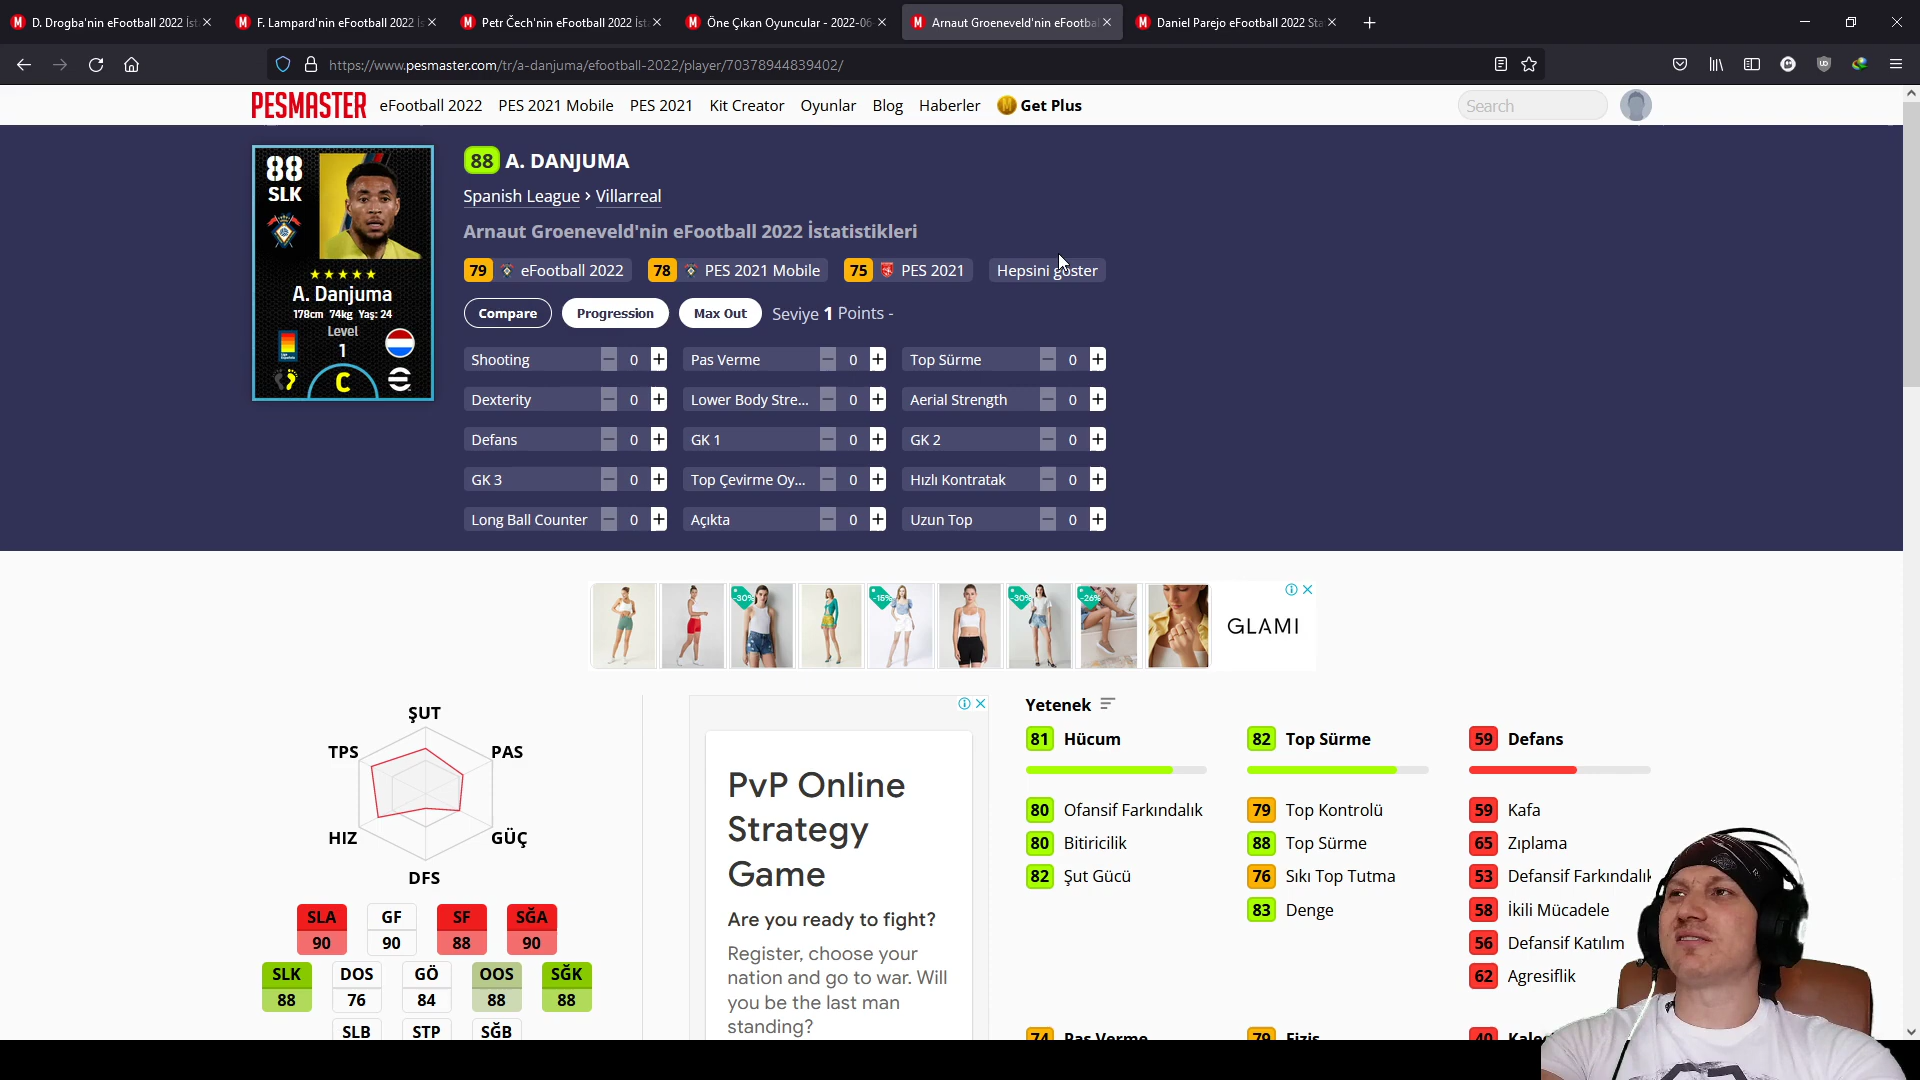 D. Drogba'nin eFootball 2022 İst
F. Lampard'nin eFootball 2022 İs
Petr Čech'nin eFootball 2022 İst
Öne Çıkan Oyuncular - 2022-06
Arnaut Groeneveld'nin eFootbal
Daniel Parejo eFootball 2022 Sta
https://www.pesmaster.com/tr/a-danjuma/efootball-2022/player/70378944839402/
PESMASTER eFootball 2022 PES 2021 Mobile PES 2021 Kit Creator Oyunlar Blog Haberler Get Plus Search
88
SLK
A. Danjuma
178cm 74kg Yaş: 24
Level
1
C
88 A. DANJUMA
Spanish League › Villarreal
Arnaut Groeneveld'nin eFootball 2022 İstatistikleri
79 eFootball 2022 78 PES 2021 Mobile 75 PES 2021 Hepsini göster
Compare Progression Max Out Seviye 1 Points -
Shooting 0 Pas Verme 0 Top Sürme 0
Dexterity 0 Lower Body Stre... 0 Aerial Strength 0
Defans 0 GK 1 0 GK 2 0
GK 3 0 Top Çevirme Oy... 0 Hızlı Kontratak 0
Long Ball Counter 0 Açıkta 0 Uzun Top 0
-30% -15% -30% -26%
GLAMI
ŞUT
TPS PAS
HIZ GÜÇ
DFS
SLA GF SF SĞA
90 90 88 90
SLK DOS GÖ OOS SĞK
88 76 84 88 88
SLB STP SĞB
PvP Online
Strategy
Game
Are you ready to fight?
Register, choose your
nation and go to war. Will
you be the last man
standing?
Yetenek
81 Hücum
80 Ofansif Farkındalık
80 Bitiricilik
82 Şut Gücü
74 Pas Verme
82 Top Sürme
79 Top Kontrolü
88 Top Sürme
76 Sıkı Top Tutma
83 Denge
79 Fizik
59 Defans
59 Kafa
65 Zıplama
53 Defansif Farkındalık
58 İkili Mücadele
56 Defansif Katılım
62 Agresiflik
40